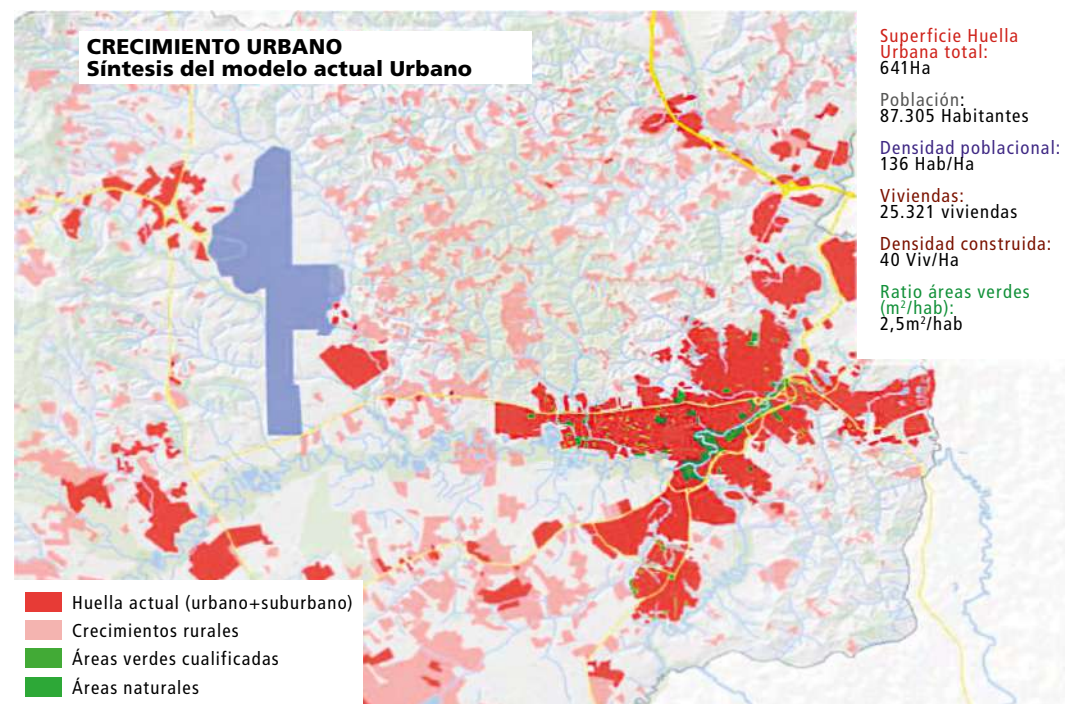 CRECIMIENTO URBANO
Síntesis del modelo actual Urbano
Superficie Huella
Urbana total:
641Ha
Población:
87.305 Habitantes
Densidad poblacional:
136 Hab/Ha
Viviendas:
25.321 viviendas
Densidad construida:
40 Viv/Ha
Ratio áreas verdes
(m²/hab):
2,5m²/hab
Huella actual (urbano+suburbano)
Crecimientos rurales
Áreas verdes cualificadas
Áreas naturales